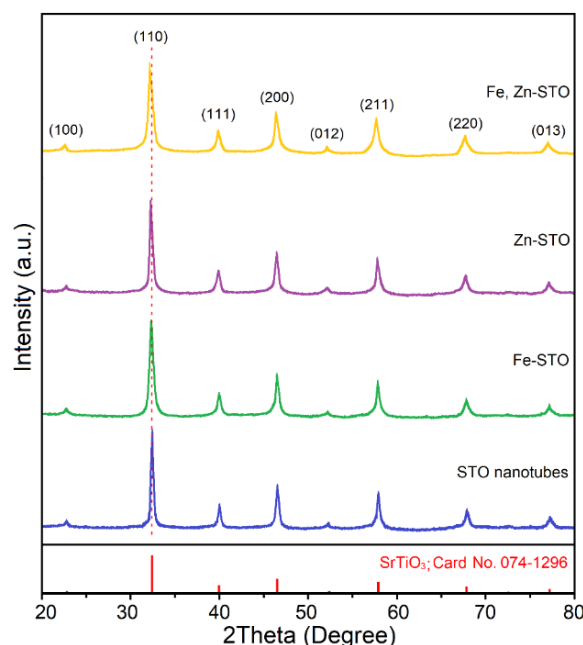 (110)
Fe, Zn-STO
(100)
(111)
(200)
(012)
(211)
(220)
(013)
Zn-STO
Fe-STO
STO nanotubes
SrTiO₃; Card No. 074-1296
Intensity (a.u.)
20 30 40 50 60 70 80
2Theta (Degree)